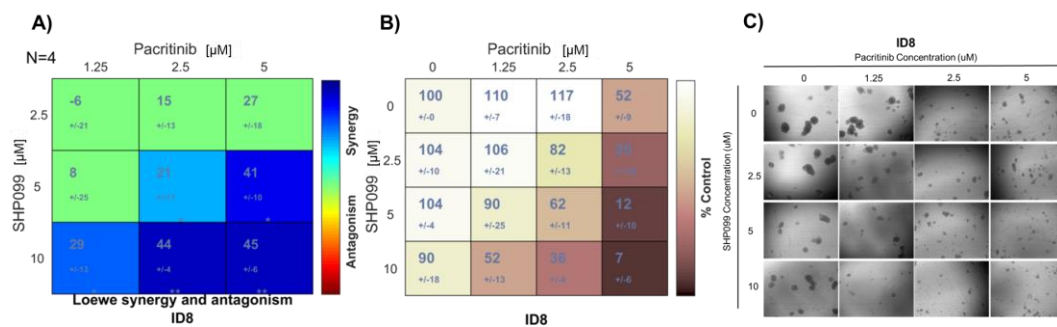 A)
Pacritinib [µM]
N=4
1.25 2.5 5
SHP099 [µM]
2.5 -6 15 27
+/-21 +/-13 +/-18
5 8 21 41
+/-25 +/-10
*
10 29 44 45
+/-13 +/-4 +/-6
* ** **
Synergy
Antagonism
Loewe synergy and antagonism
ID8
B)
Pacritinib [µM]
0 1.25 2.5 5
SHP099 [µM]
0 100 110 117 52
+/-0 +/-7 +/-18 +/-9
2.5 104 106 82
+/-10 +/-21 +/-13
5 104 90 62 12
+/-4 +/-25 +/-11 +/-10
10 90 52 36 7
+/-18 +/-13 +/-6
% Control
ID8
C)
ID8
Pacritinib Concentration (uM)
0 1.25 2.5 5
SHP099 Concentration (uM)
0
2.5
5
10